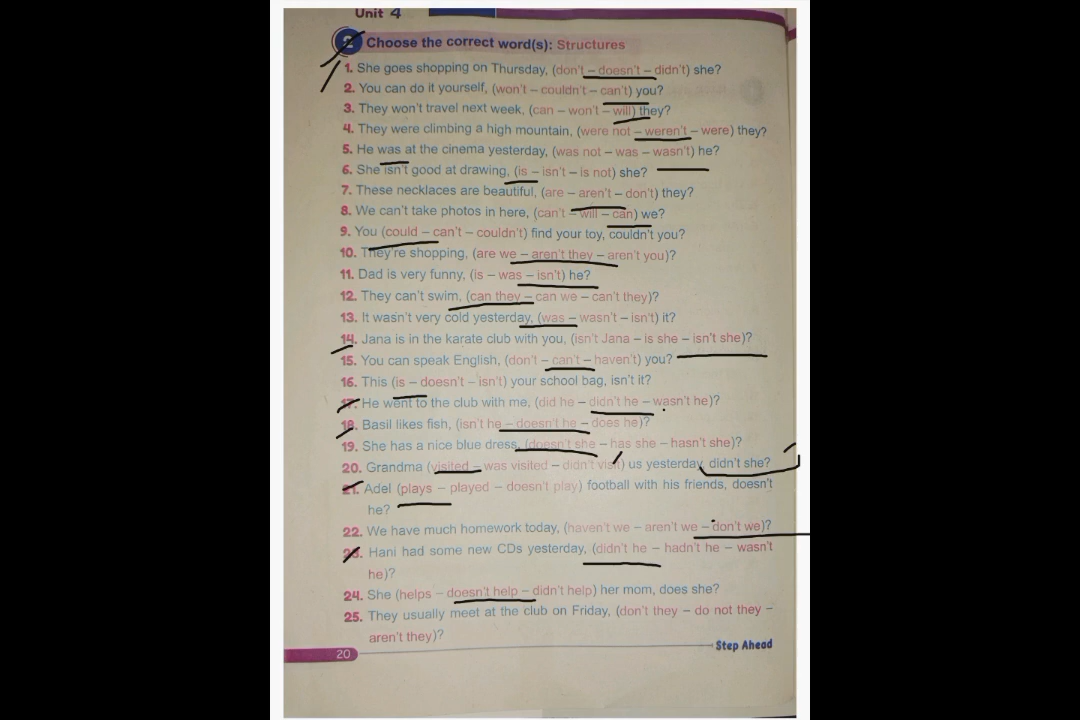 Unit 4
2 Choose the correct word(s): Structures
1. She goes shopping on Thursday, (don't – doesn't – didn't) she?
2. You can do it yourself, (won't – couldn't – can't) you?
3. They won't travel next week, (can – won't – will) they?
4. They were climbing a high mountain, (were not – weren't – were) they?
5. He was at the cinema yesterday, (was not – was – wasn't) he?
6. She isn't good at drawing, (is – isn't – is not) she?
7. These necklaces are beautiful, (are – aren't – don't) they?
8. We can't take photos in here, (can't – will – can) we?
9. You (could – can't – couldn't) find your toy, couldn't you?
10. They're shopping, (are we – aren't they – aren't you)?
11. Dad is very funny, (is – was – isn't) he?
12. They can't swim, (can they – can we – can't they)?
13. It wasn't very cold yesterday, (was – wasn't – isn't) it?
14. Jana is in the karate club with you, (isn't Jana – is she – isn't she)?
15. You can speak English, (don't – can't – haven't) you?
16. This (is – doesn't – isn't) your school bag, isn't it?
17. He went to the club with me, (did he – didn't he – wasn't he)?
18. Basil likes fish, (isn't he – doesn't he – does he)?
19. She has a nice blue dress, (doesn't she – has she – hasn't she)?
20. Grandma (visited – was visited – didn't visit) us yesterday, didn't she?
21. Adel (plays – played – doesn't play) football with his friends, doesn't
he?
22. We have much homework today, (haven't we – aren't we – don't we)?
23. Hani had some new CDs yesterday, (didn't he – hadn't he – wasn't
he)?
24. She (helps – doesn't help – didn't help) her mom, does she?
25. They usually meet at the club on Friday, (don't they – do not they –
aren't they)?
20
Step Ahead